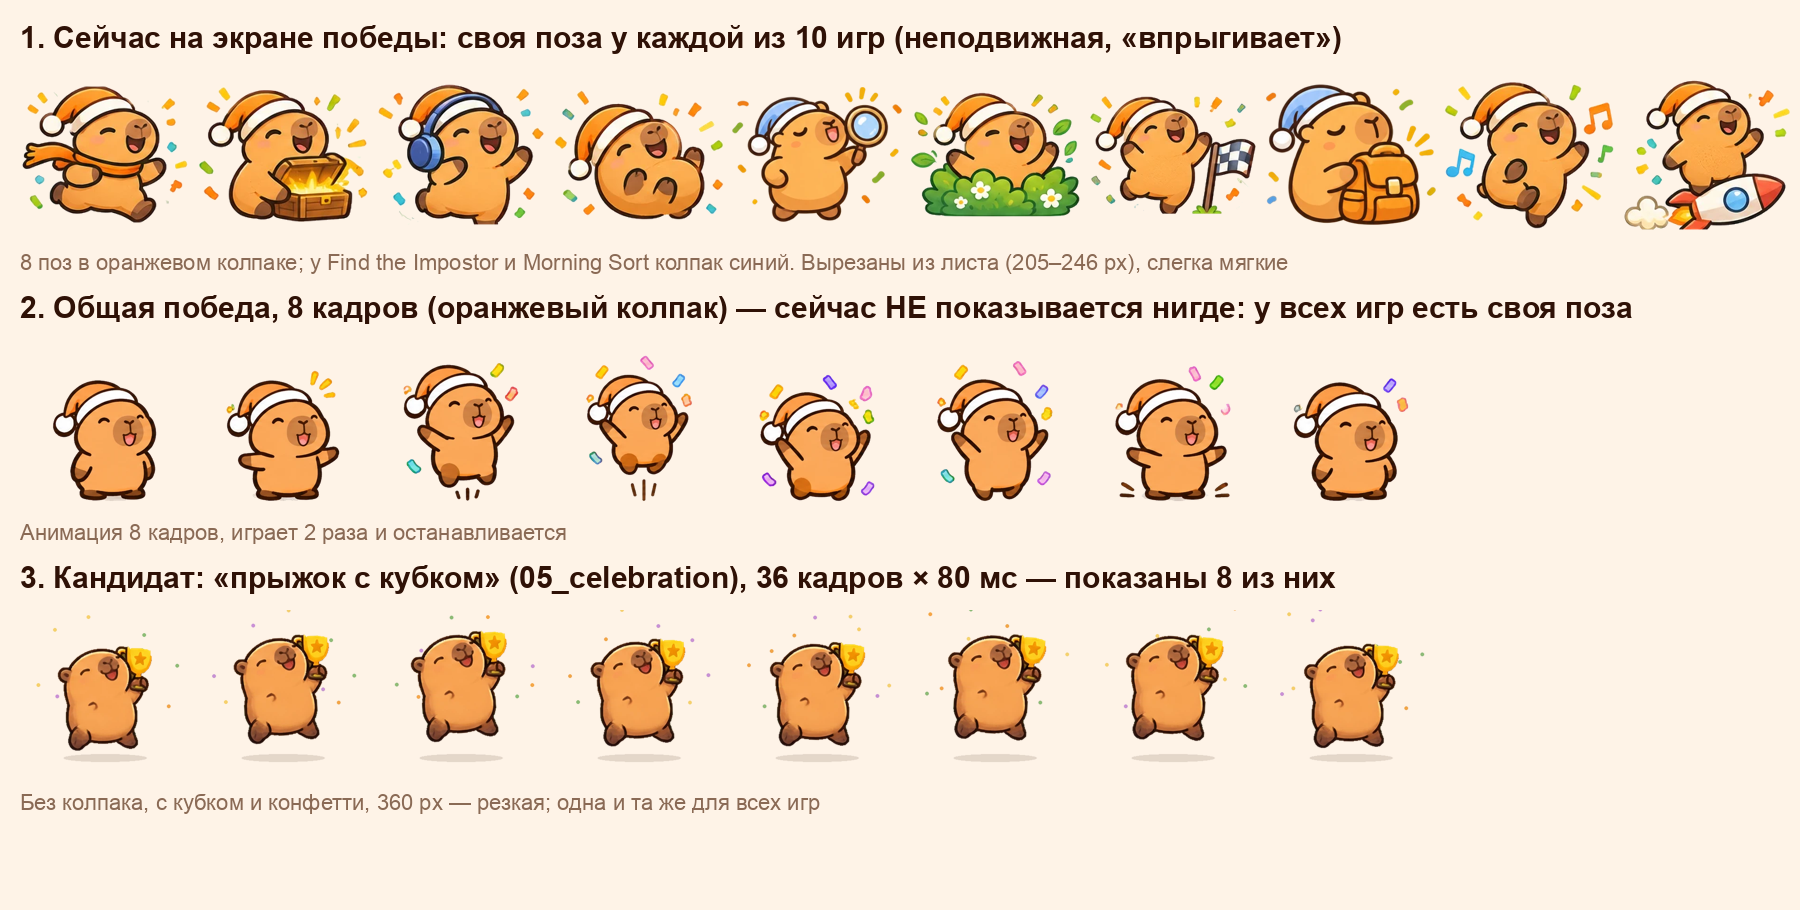 1. Сейчас на экране победы: своя поза у каждой из 10 игр (неподвижная, «впрыгивает»)
8 поз в оранжевом колпаке; у Find the Impostor и Morning Sort колпак синий. Вырезаны из листа (205–246 px), слегка мягкие
2. Общая победа, 8 кадров (оранжевый колпак) — сейчас НЕ показывается нигде: у всех игр есть своя поза
Анимация 8 кадров, играет 2 раза и останавливается
3. Кандидат: «прыжок с кубком» (05_celebration), 36 кадров × 80 мс — показаны 8 из них
Без колпака, с кубком и конфетти, 360 px — резкая; одна и та же для всех игр